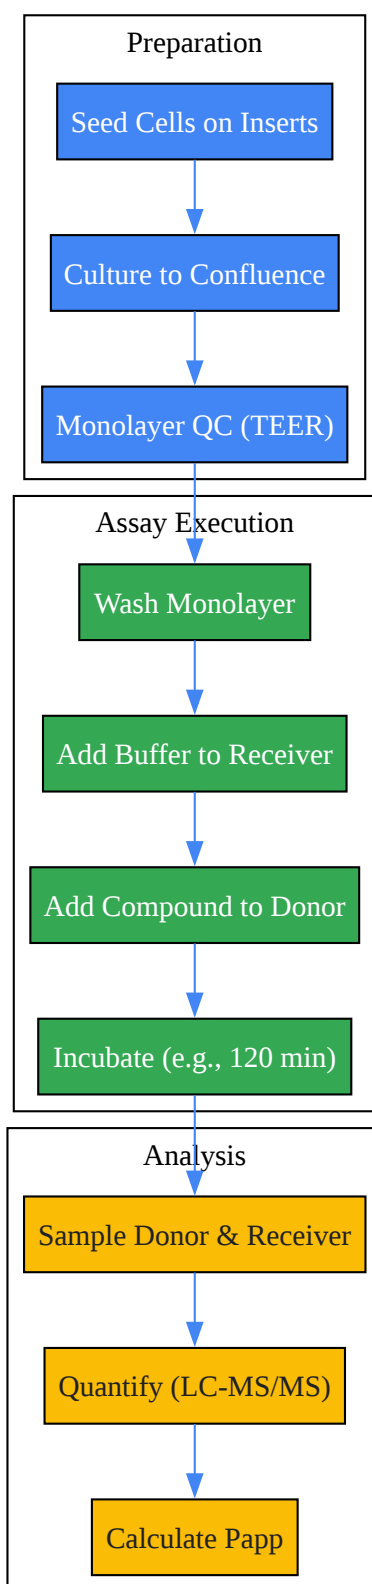 Preparation
Seed Cells on Inserts
Culture to Confluence
Monolayer QC (TEER)
Assay Execution
Wash Monolayer
Add Buffer to Receiver
Add Compound to Donor
Incubate (e.g., 120 min)
Analysis
Sample Donor & Receiver
Quantify (LC-MS/MS)
Calculate Papp